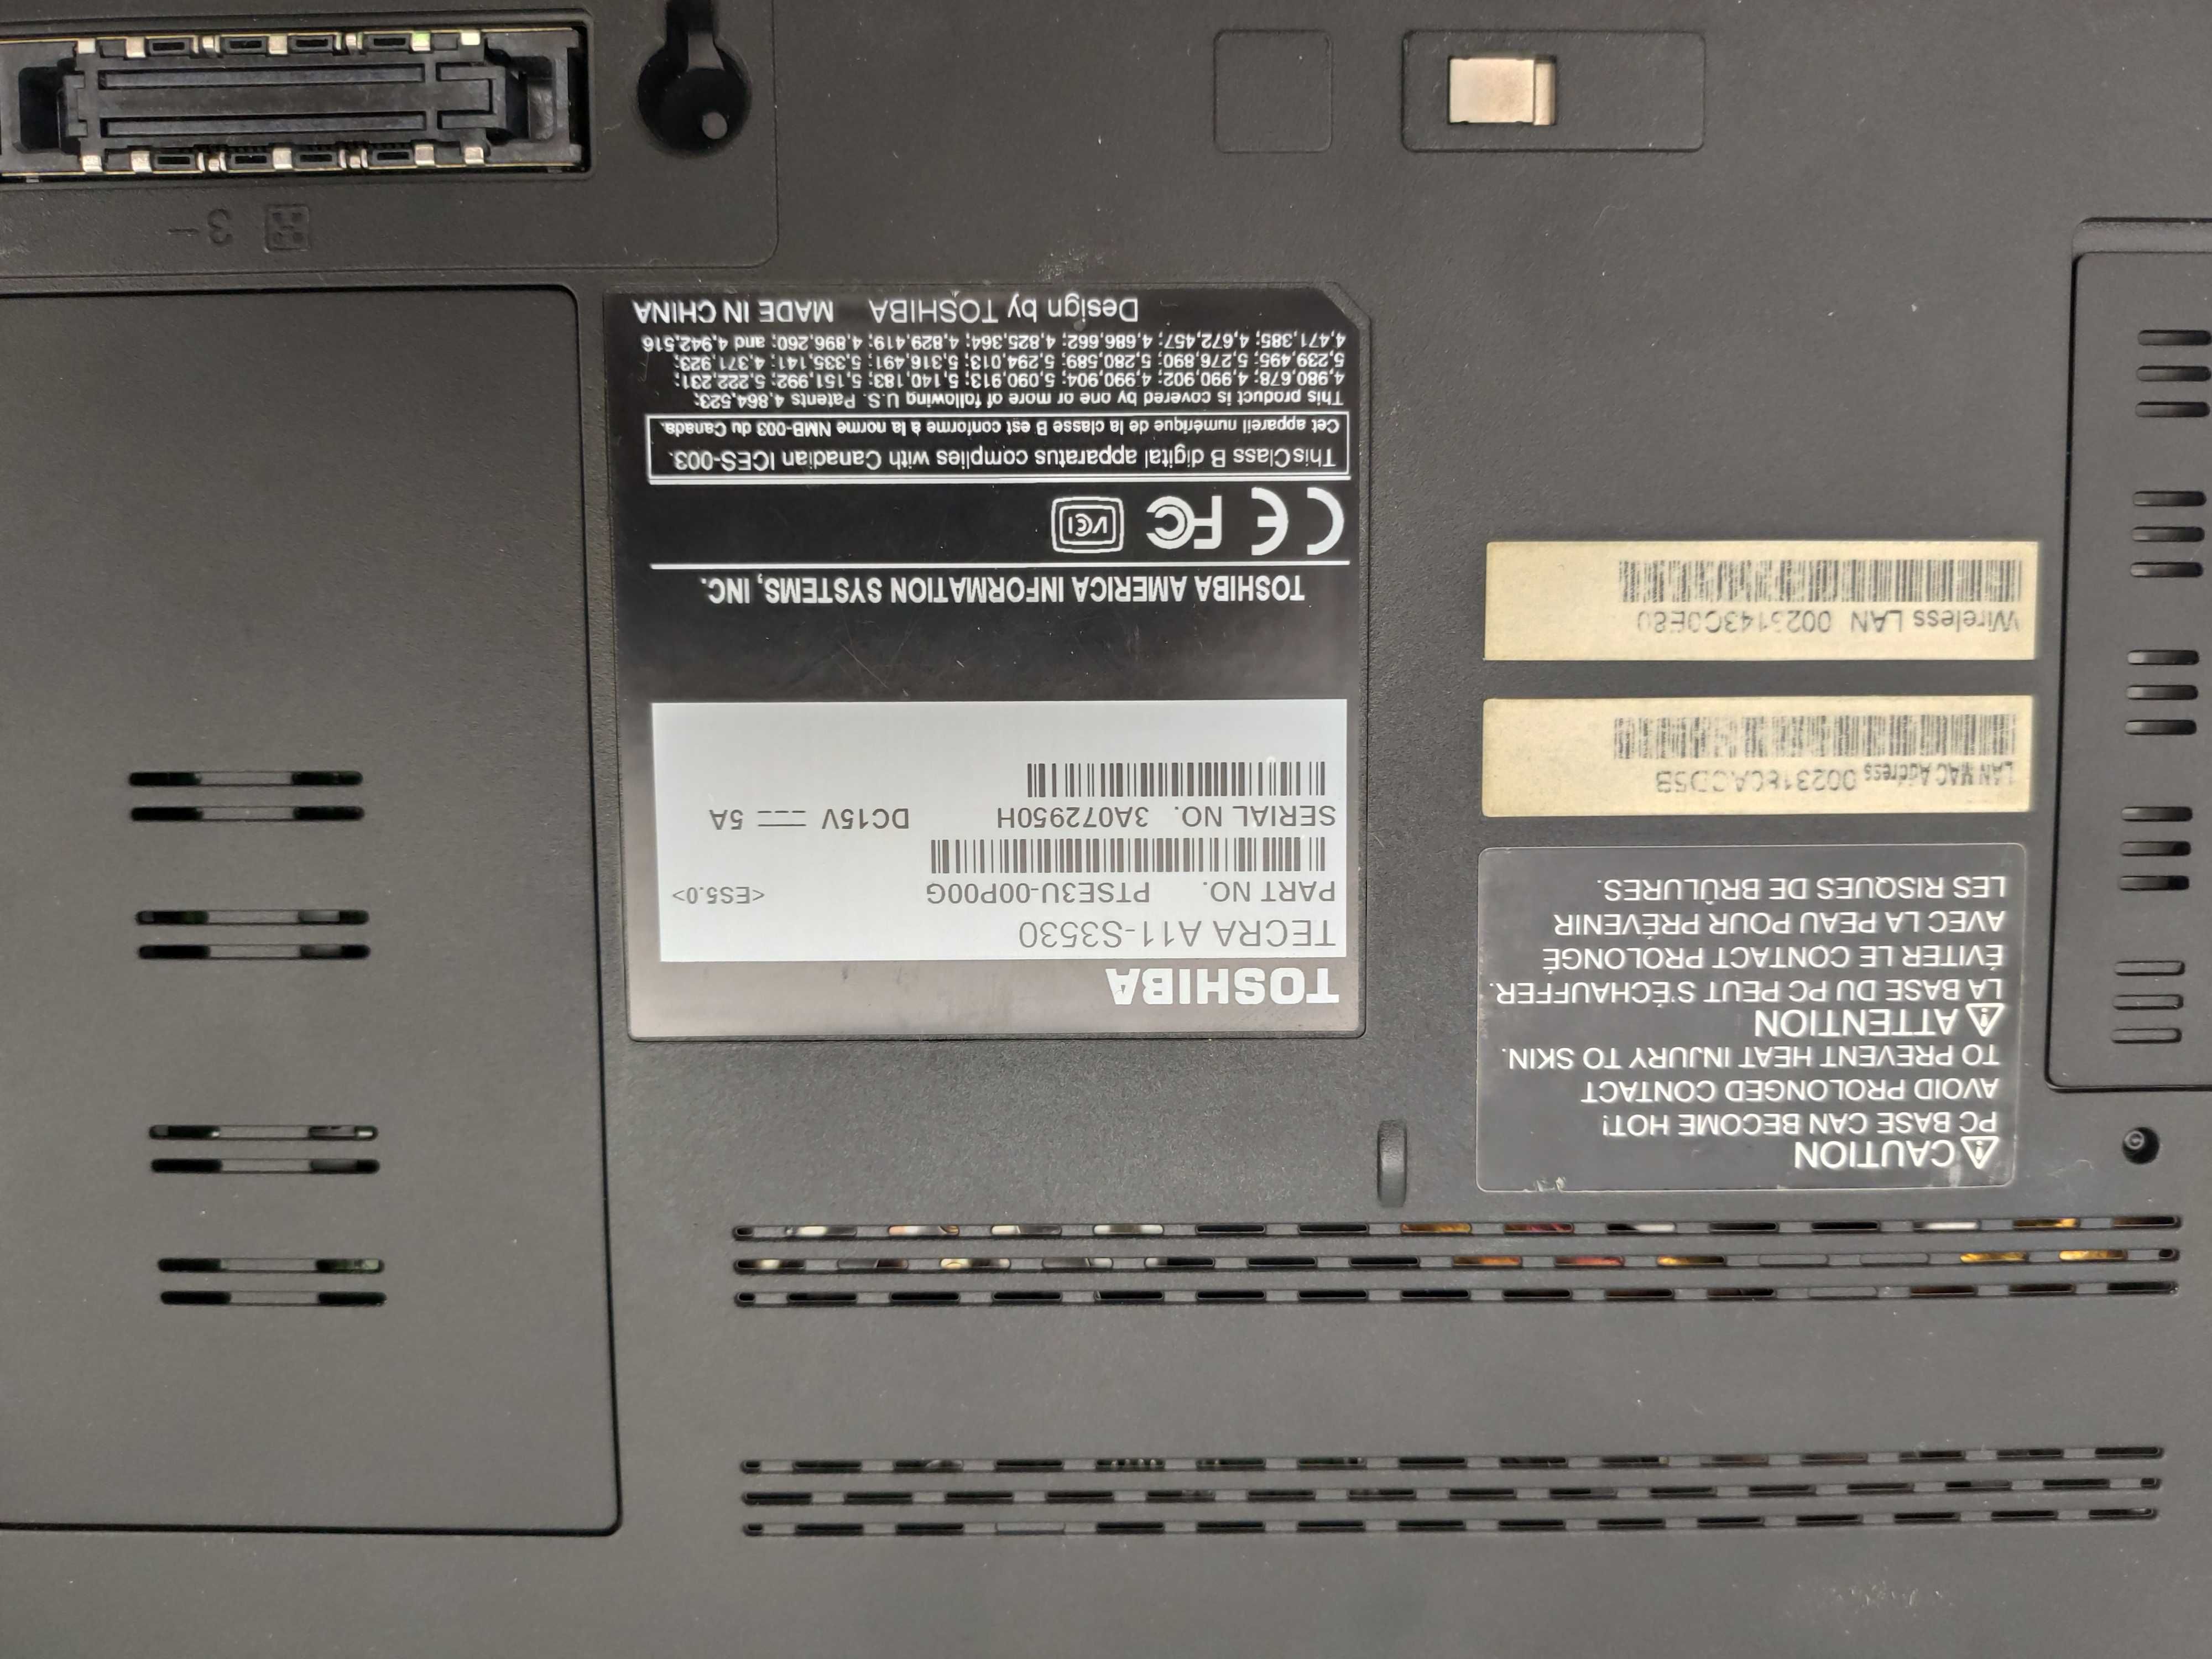 CAUTION
PC BASE CAN BECOME HOT!
AVOID PROLONGED CONTACT
TO PREVENT HEAT INJURY TO SKIN.
ATTENTION
LA BASE DU PC PEUT S'ÉCHAUFFER.
ÉVITER LE CONTACT PROLONGÉ
AVEC LA PEAU POUR PRÉVENIR
LES RISQUES DE BRÛLURES.
LAN MAC Address
Wireless LAN
TOSHIBA
TECRA A11-S3530
PART NO. PTSE3U-00P00G <ES5.0>
SERIAL NO. 3A072950H DC15V 5A
TOSHIBA AMERICA INFORMATION SYSTEMS, INC.
CE FC VCI
ThisClass B digital apparatus complies with Canadian ICES-003.
Cet appareil numérique de la classe B est conforme à la norme NMB-003 du Canada.
This product is covered by one or more of following U.S. Patents 4,864,523;
4,980,678; 4,990,902; 4,990,904; 5,090,913; 5,140,183; 5,151,992; 5,222,231;
5,239,495; 5,276,890; 5,280,589; 5,294,013; 5,316,491; 5,335,141; 4,371,923;
4,471,385; 4,672,457; 4,686,662; 4,825,364; 4,829,419; 4,896,260; and 4,942,516
Design by TOSHIBA MADE IN CHINA
3